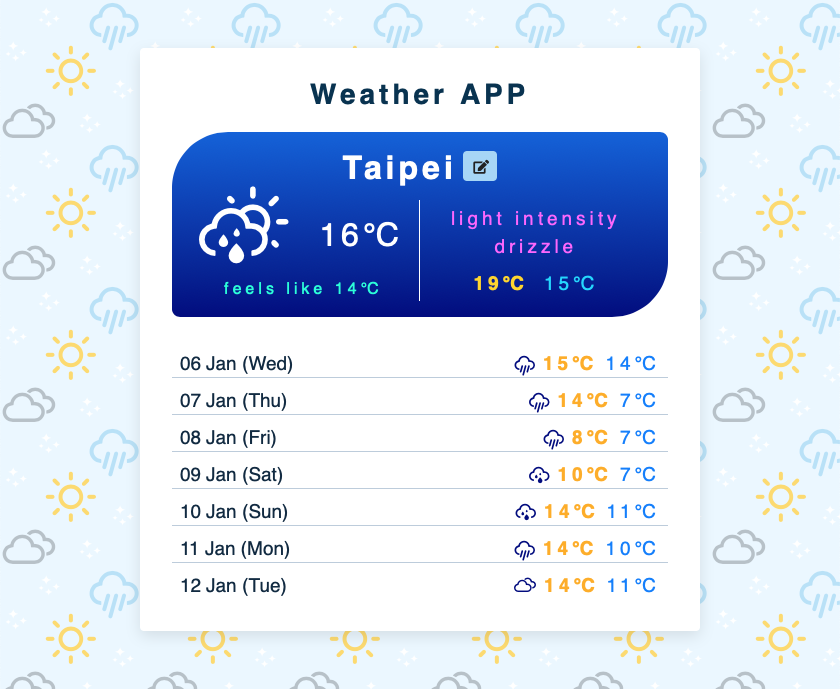 Weather APP
Taipei
16°C
feels like 14°C
light intensity
drizzle
19°C 15°C
06 Jan (Wed) 15°C 14°C
07 Jan (Thu) 14°C 7°C
08 Jan (Fri) 8°C 7°C
09 Jan (Sat) 10°C 7°C
10 Jan (Sun) 14°C 11°C
11 Jan (Mon) 14°C 10°C
12 Jan (Tue) 14°C 11°C